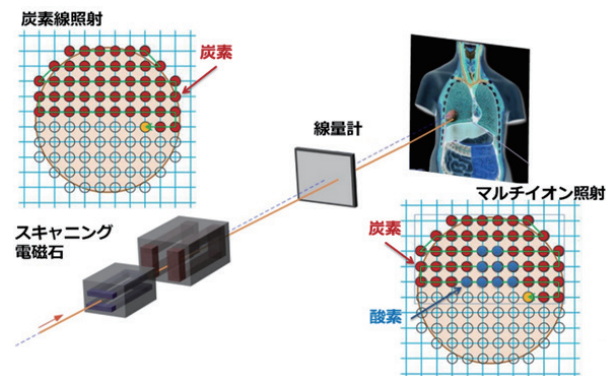 炭素線照射
炭素
線量計
スキャニング
電磁石
マルチイオン照射
炭素
酸素